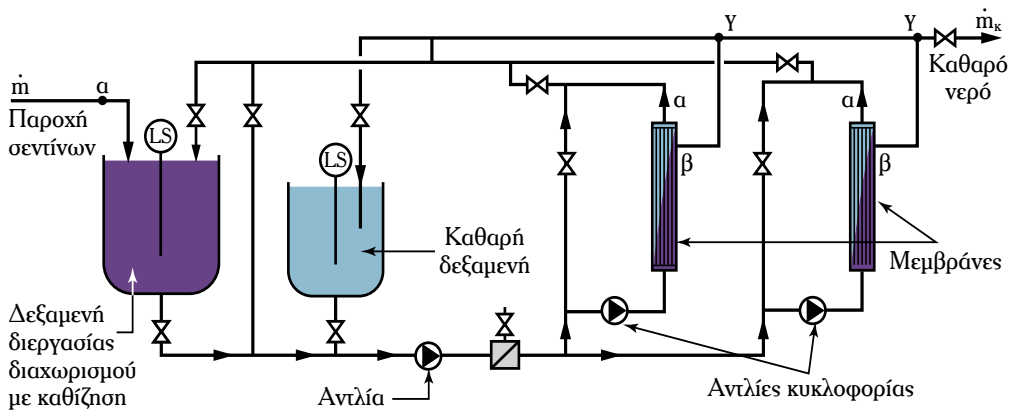 γ
γ
ṁκ
Καθαρό
νερό
ṁ
α
Παροχή
σεντίνων
LS
LS
α
α
β
β
Καθαρή
δεξαμενή
Μεμβράνες
Δεξαμενή
διεργασίας
διαχωρισμού
με καθίζηση
Αντλία
Αντλίες κυκλοφορίας